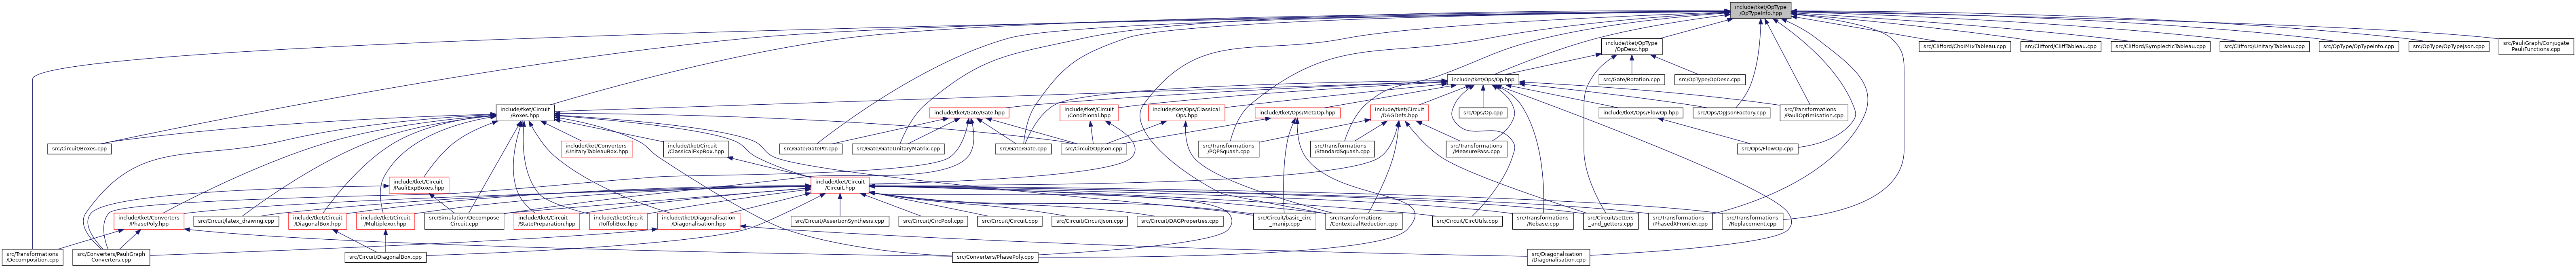 include/tket/OpType
/OpTypeInfo.hpp
include/tket/OpType
/OpDesc.hpp
src/Clifford/ChoiMixTableau.cpp
src/Clifford/CliffTableau.cpp
src/Clifford/SymplecticTableau.cpp
src/Clifford/UnitaryTableau.cpp
src/OpType/OpTypeInfo.cpp
src/OpType/OpTypeJson.cpp
src/PauliGraph/Conjugate
PauliFunctions.cpp
include/tket/Ops/Op.hpp
src/Gate/Rotation.cpp
src/OpType/OpDesc.cpp
include/tket/Circuit
/Boxes.hpp
include/tket/Gate/Gate.hpp
include/tket/Circuit
/Conditional.hpp
include/tket/Ops/Classical
Ops.hpp
include/tket/Ops/MetaOp.hpp
include/tket/Circuit
/DAGDefs.hpp
src/Ops/Op.cpp
include/tket/Ops/FlowOp.hpp
src/Ops/OpJsonFactory.cpp
src/Transformations
/PauliOptimisation.cpp
src/Circuit/Boxes.cpp
include/tket/Converters
/UnitaryTableauBox.hpp
include/tket/Circuit
/ClassicalExpBox.hpp
src/Gate/GatePtr.cpp
src/Gate/GateUnitaryMatrix.cpp
src/Gate/Gate.cpp
src/Circuit/OpJson.cpp
src/Transformations
/PQPSquash.cpp
src/Transformations
/StandardSquash.cpp
src/Transformations
/MeasurePass.cpp
src/Ops/FlowOp.cpp
include/tket/Circuit
/PauliExpBoxes.hpp
include/tket/Circuit
/Circuit.hpp
include/tket/Converters
/PhasePoly.hpp
src/Circuit/latex_drawing.cpp
include/tket/Circuit
/DiagonalBox.hpp
include/tket/Circuit
/Multiplexor.hpp
src/Simulation/Decompose
Circuit.cpp
include/tket/Circuit
/StatePreparation.hpp
include/tket/Circuit
/ToffoliBox.hpp
include/tket/Diagonalisation
/Diagonalisation.hpp
src/Circuit/AssertionSynthesis.cpp
src/Circuit/CircPool.cpp
src/Circuit/Circuit.cpp
src/Circuit/CircuitJson.cpp
src/Circuit/DAGProperties.cpp
src/Circuit/basic_circ
_manip.cpp
src/Transformations
/ContextualReduction.cpp
src/Circuit/CircUtils.cpp
src/Transformations
/Rebase.cpp
src/Circuit/setters
_and_getters.cpp
src/Transformations
/PhasedXFrontier.cpp
src/Transformations
/Replacement.cpp
src/Transformations
/Decomposition.cpp
src/Converters/PauliGraph
Converters.cpp
src/Circuit/DiagonalBox.cpp
src/Converters/PhasePoly.cpp
src/Diagonalisation
/Diagonalisation.cpp